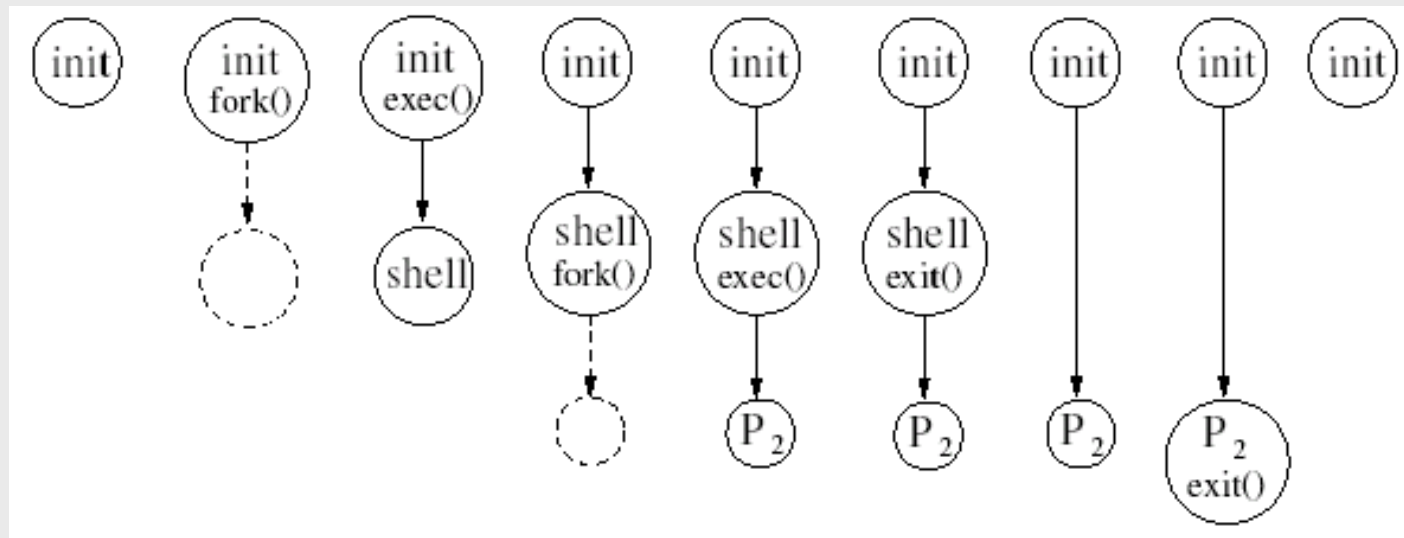 init
init
fork()
init
exec()
init
init
init
init
init
init
shell
shell
fork()
shell
exec()
shell
exit()
P2
P2
P2
P2
exit()